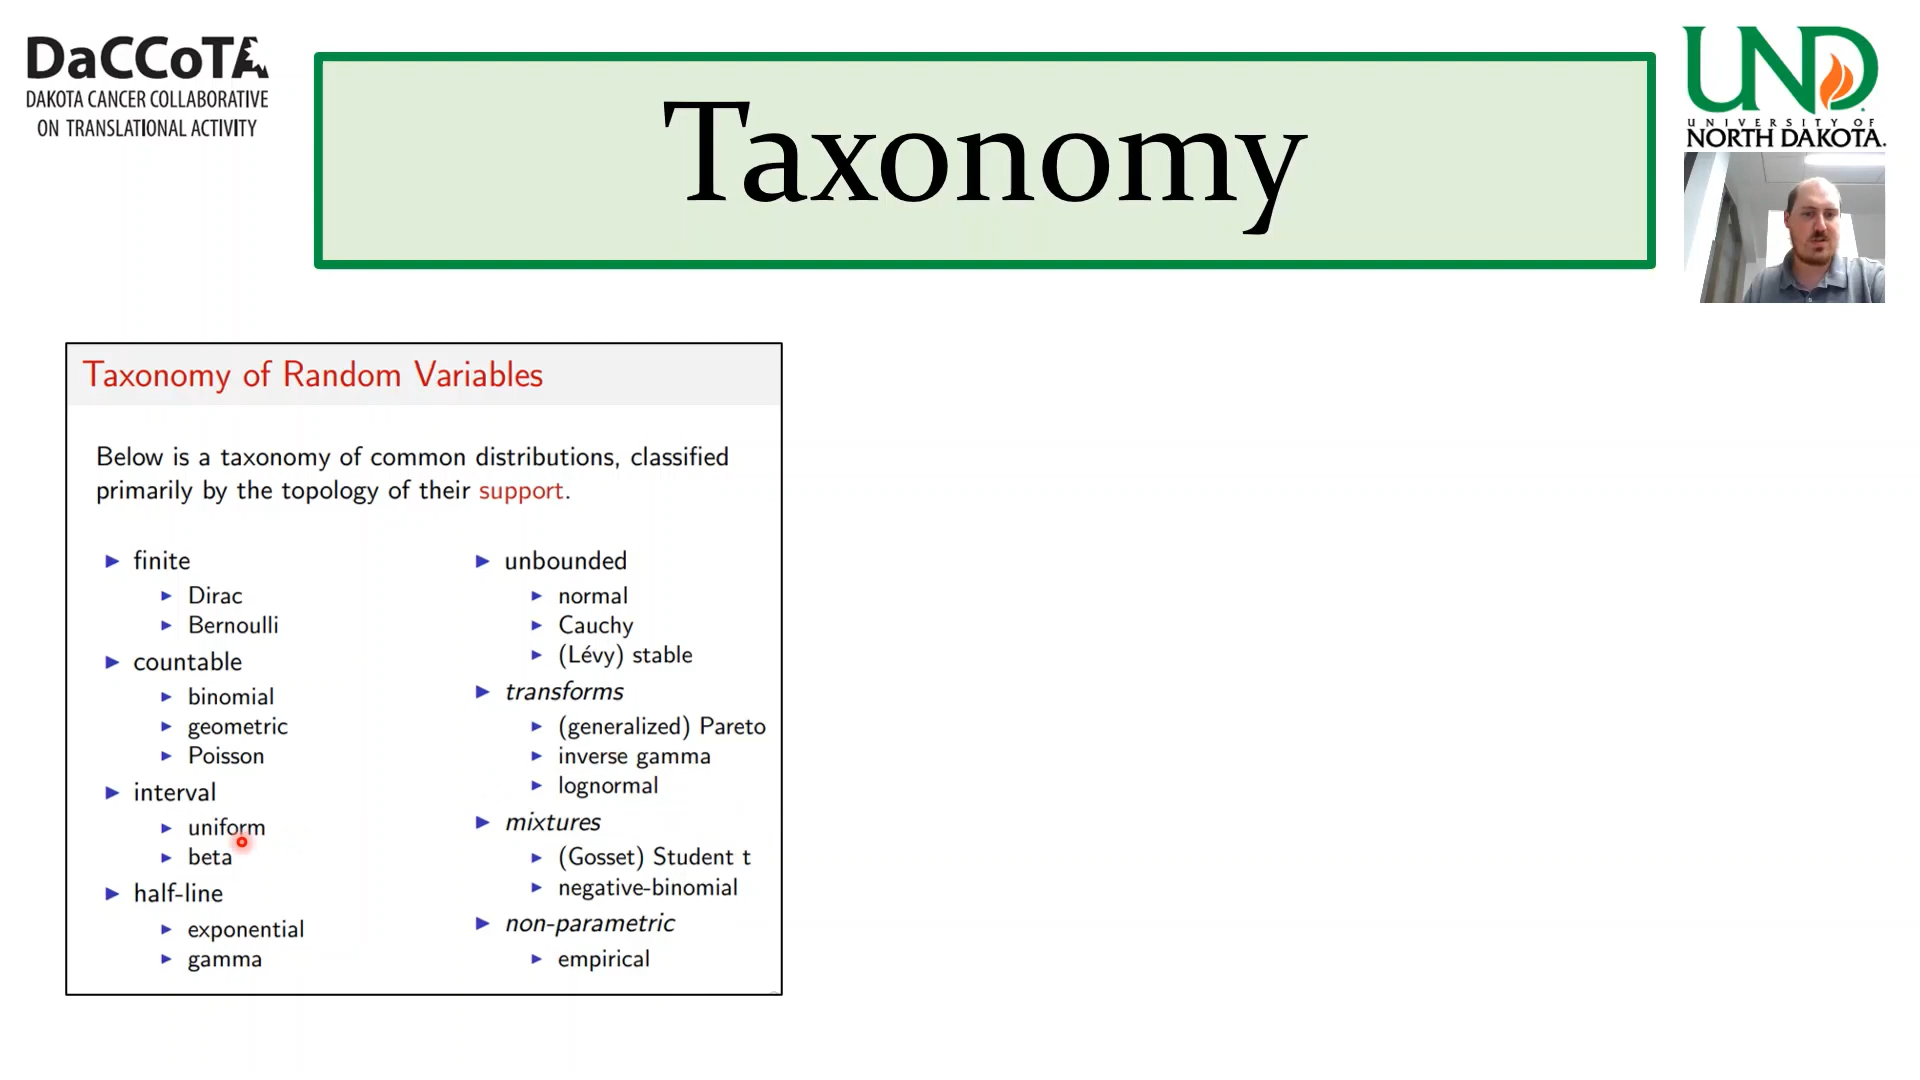 DaCCoTA
DAKOTA CANCER COLLABORATIVE
ON TRANSLATIONAL ACTIVITY
Taxonomy
UND
UNIVERSITY OF
NORTH DAKOTA.
Taxonomy of Random Variables
Below is a taxonomy of common distributions, classified
primarily by the topology of their support.
finite
Dirac
Bernoulli
countable
binomial
geometric
Poisson
interval
uniform
beta
half-line
exponential
gamma
unbounded
normal
Cauchy
(Lévy) stable
transforms
(generalized) Pareto
inverse gamma
lognormal
mixtures
(Gosset) Student t
negative-binomial
non-parametric
empirical